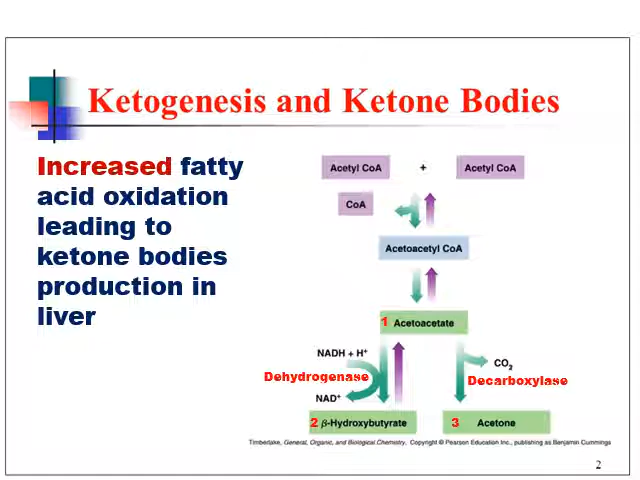 Ketogenesis and Ketone Bodies
Increased fatty
acid oxidation
leading to
ketone bodies
production in
liver
Acetyl CoA + Acetyl CoA
CoA
Acetoacetyl CoA
1 Acetoacetate
NADH + H⁺
CO₂
Dehydrogenase
Decarboxylase
NAD⁺
2 β-Hydroxybutyrate
3 Acetone
Timberlake, General, Organic, and Biological Chemistry. Copyright © Pearson Education Inc., publishing as Benjamin Cummings
2